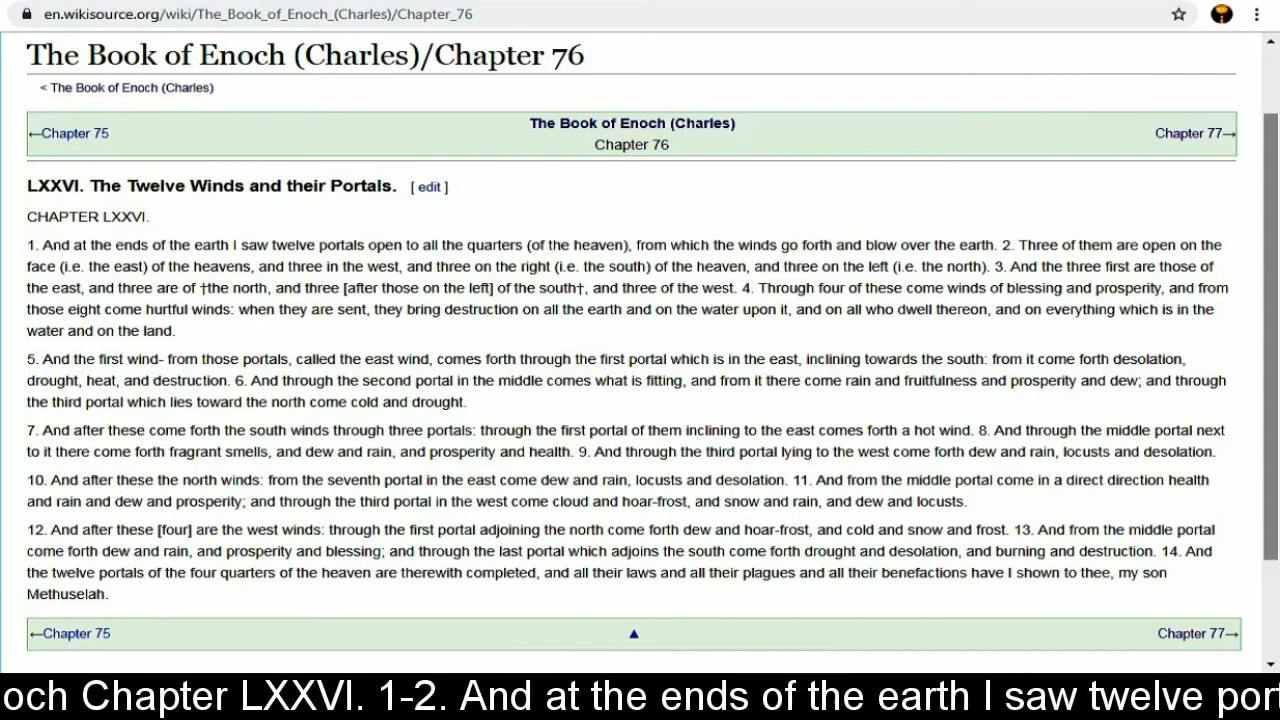 en.wikisource.org/wiki/The_Book_of_Enoch_(Charles)/Chapter_76
The Book of Enoch (Charles)/Chapter 76
< The Book of Enoch (Charles)
←Chapter 75
The Book of Enoch (Charles)
Chapter 76
Chapter 77→
LXXVI. The Twelve Winds and their Portals. [ edit ]
CHAPTER LXXVI.
1. And at the ends of the earth I saw twelve portals open to all the quarters (of the heaven), from which the winds go forth and blow over the earth. 2. Three of them are open on the
face (i.e. the east) of the heavens, and three in the west, and three on the right (i.e. the south) of the heaven, and three on the left (i.e. the north). 3. And the three first are those of
the east, and three are of †the north, and three [after those on the left] of the south†, and three of the west. 4. Through four of these come winds of blessing and prosperity, and from
those eight come hurtful winds: when they are sent, they bring destruction on all the earth and on the water upon it, and on all who dwell thereon, and on everything which is in the
water and on the land.
5. And the first wind- from those portals, called the east wind, comes forth through the first portal which is in the east, inclining towards the south: from it come forth desolation,
drought, heat, and destruction. 6. And through the second portal in the middle comes what is fitting, and from it there come rain and fruitfulness and prosperity and dew; and through
the third portal which lies toward the north come cold and drought.
7. And after these come forth the south winds through three portals: through the first portal of them inclining to the east comes forth a hot wind. 8. And through the middle portal next
to it there come forth fragrant smells, and dew and rain, and prosperity and health. 9. And through the third portal lying to the west come forth dew and rain, locusts and desolation.
10. And after these the north winds: from the seventh portal in the east come dew and rain, locusts and desolation. 11. And from the middle portal come in a direct direction health
and rain and dew and prosperity; and through the third portal in the west come cloud and hoar-frost, and snow and rain, and dew and locusts.
12. And after these [four] are the west winds: through the first portal adjoining the north come forth dew and hoar-frost, and cold and snow and frost. 13. And from the middle portal
come forth dew and rain, and prosperity and blessing; and through the last portal which adjoins the south come forth drought and desolation, and burning and destruction. 14. And
the twelve portals of the four quarters of the heaven are therewith completed, and all their laws and all their plagues and all their benefactions have I shown to thee, my son
Methuselah.
←Chapter 75
▲
Chapter 77→
och Chapter LXXVI. 1-2. And at the ends of the earth I saw twelve port